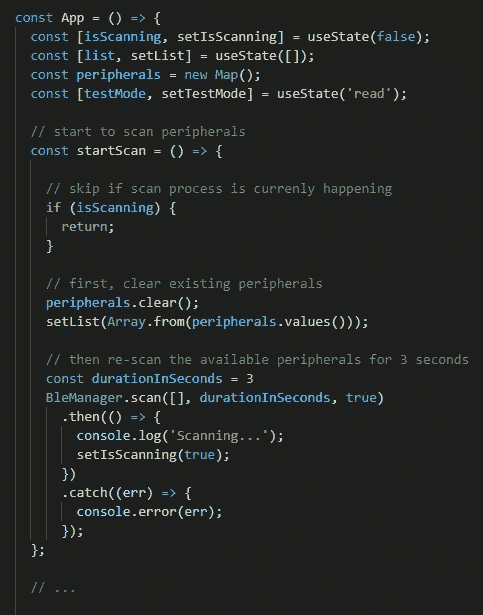 const App = () => {
  const [isScanning, setIsScanning] = useState(false);
  const [list, setList] = useState([]);
  const peripherals = new Map();
  const [testMode, setTestMode] = useState('read');

  // start to scan peripherals
  const startScan = () => {

    // skip if scan process is currenly happening
    if (isScanning) {
      return;
    }

    // first, clear existing peripherals
    peripherals.clear();
    setList(Array.from(peripherals.values()));

    // then re-scan the available peripherals for 3 seconds
    const durationInSeconds = 3
    BleManager.scan([], durationInSeconds, true)
      .then(() => {
        console.log('Scanning...');
        setIsScanning(true);
      })
      .catch((err) => {
        console.error(err);
      });
  };

  // ...